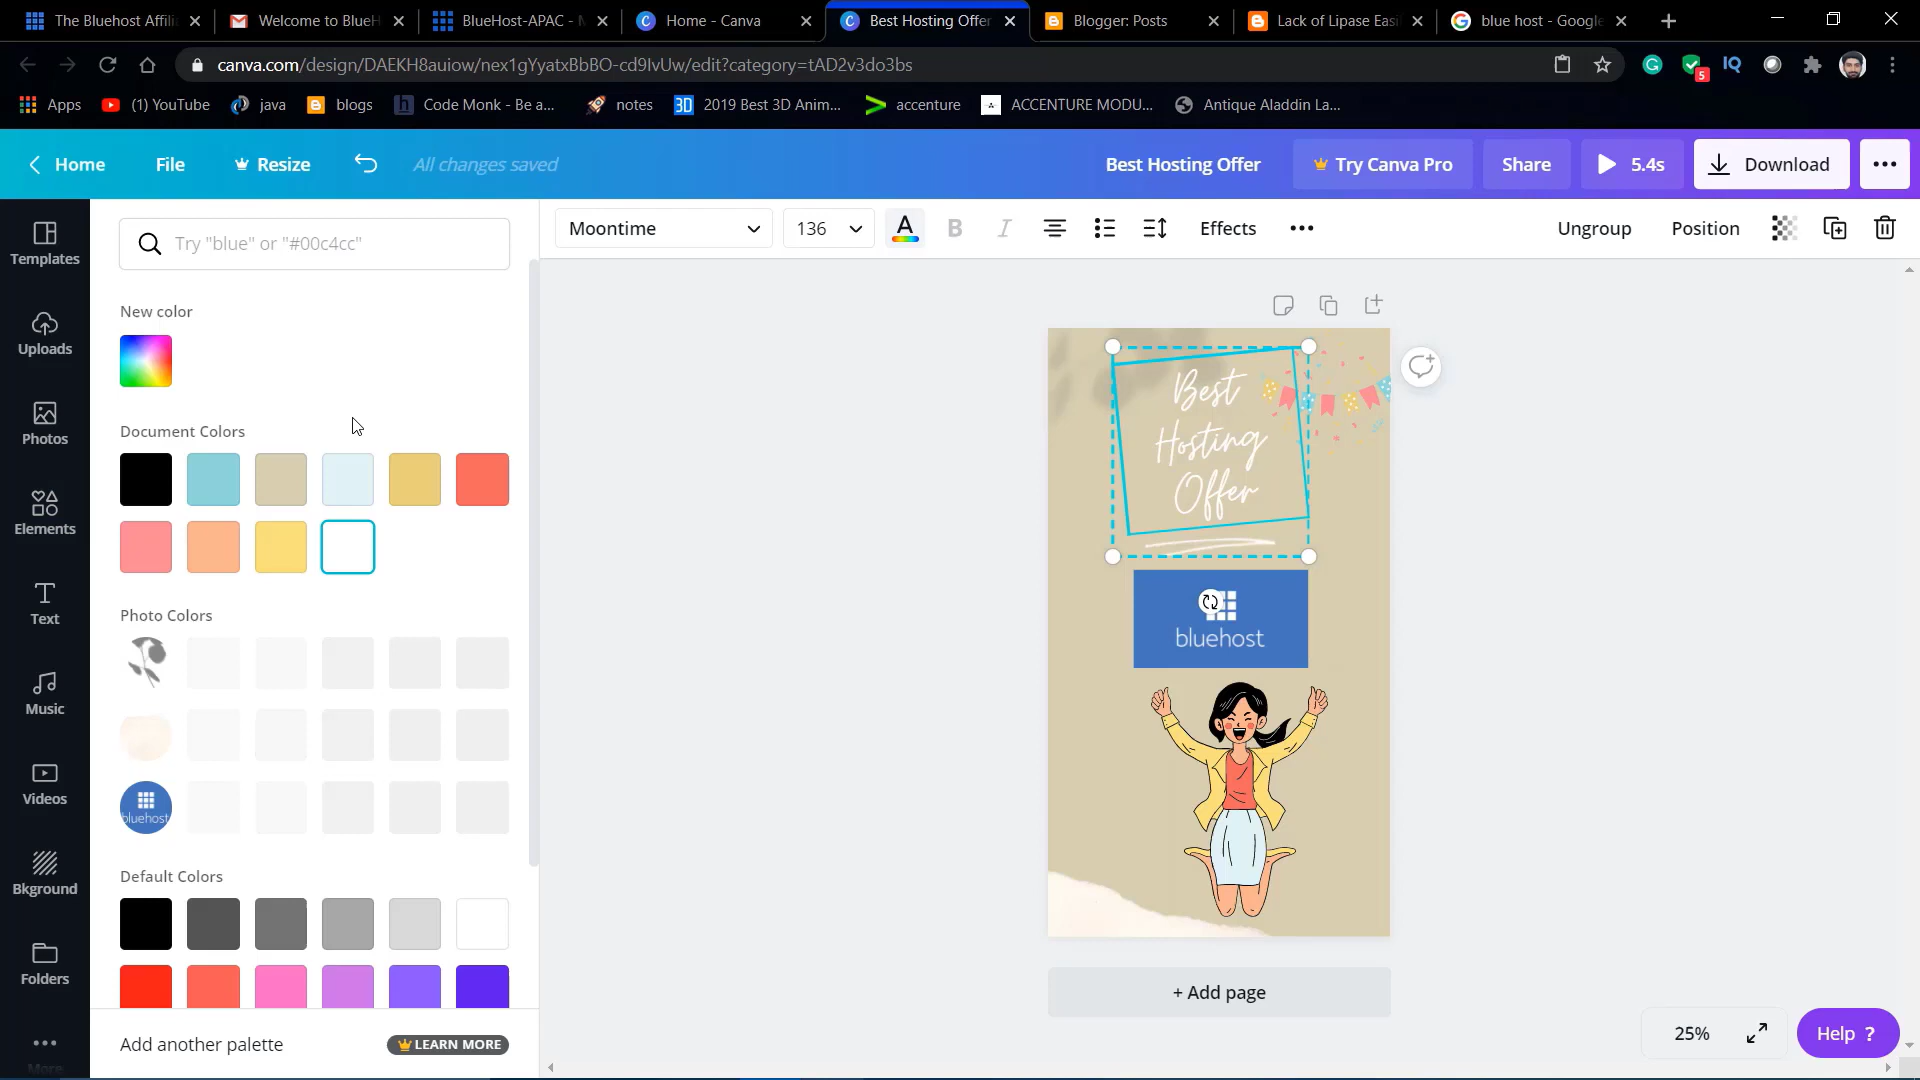 The Bluehost Affili
Welcome to BlueH
BlueHost-APAC - M
Home - Canva
Best Hosting Offer
Blogger: Posts
Lack of Lipase Easi
blue host - Google
canva.com/design/DAEKH8auiow/nex1gYyatxBbBO-cd9IvUw/edit?category=tAD2v3do3bs
5
IQ
Apps
(1) YouTube
java
blogs
Code Monk - Be a...
notes
2019 Best 3D Anim...
accenture
ACCENTURE MODU...
Antique Aladdin La...
Home
File
Resize
All changes saved
Best Hosting Offer
Try Canva Pro
Share
5.4s
Download
Templates
Uploads
Photos
Elements
Text
Music
Videos
Bkground
Folders
More
Try "blue" or "#00c4cc"
New color
Document Colors
Photo Colors
bluehost
Default Colors
Add another palette
LEARN MORE
Moontime
136
A
B
I
Effects
Ungroup
Position
Best
Hosting
Offer
bluehost
+ Add page
25%
Help ?